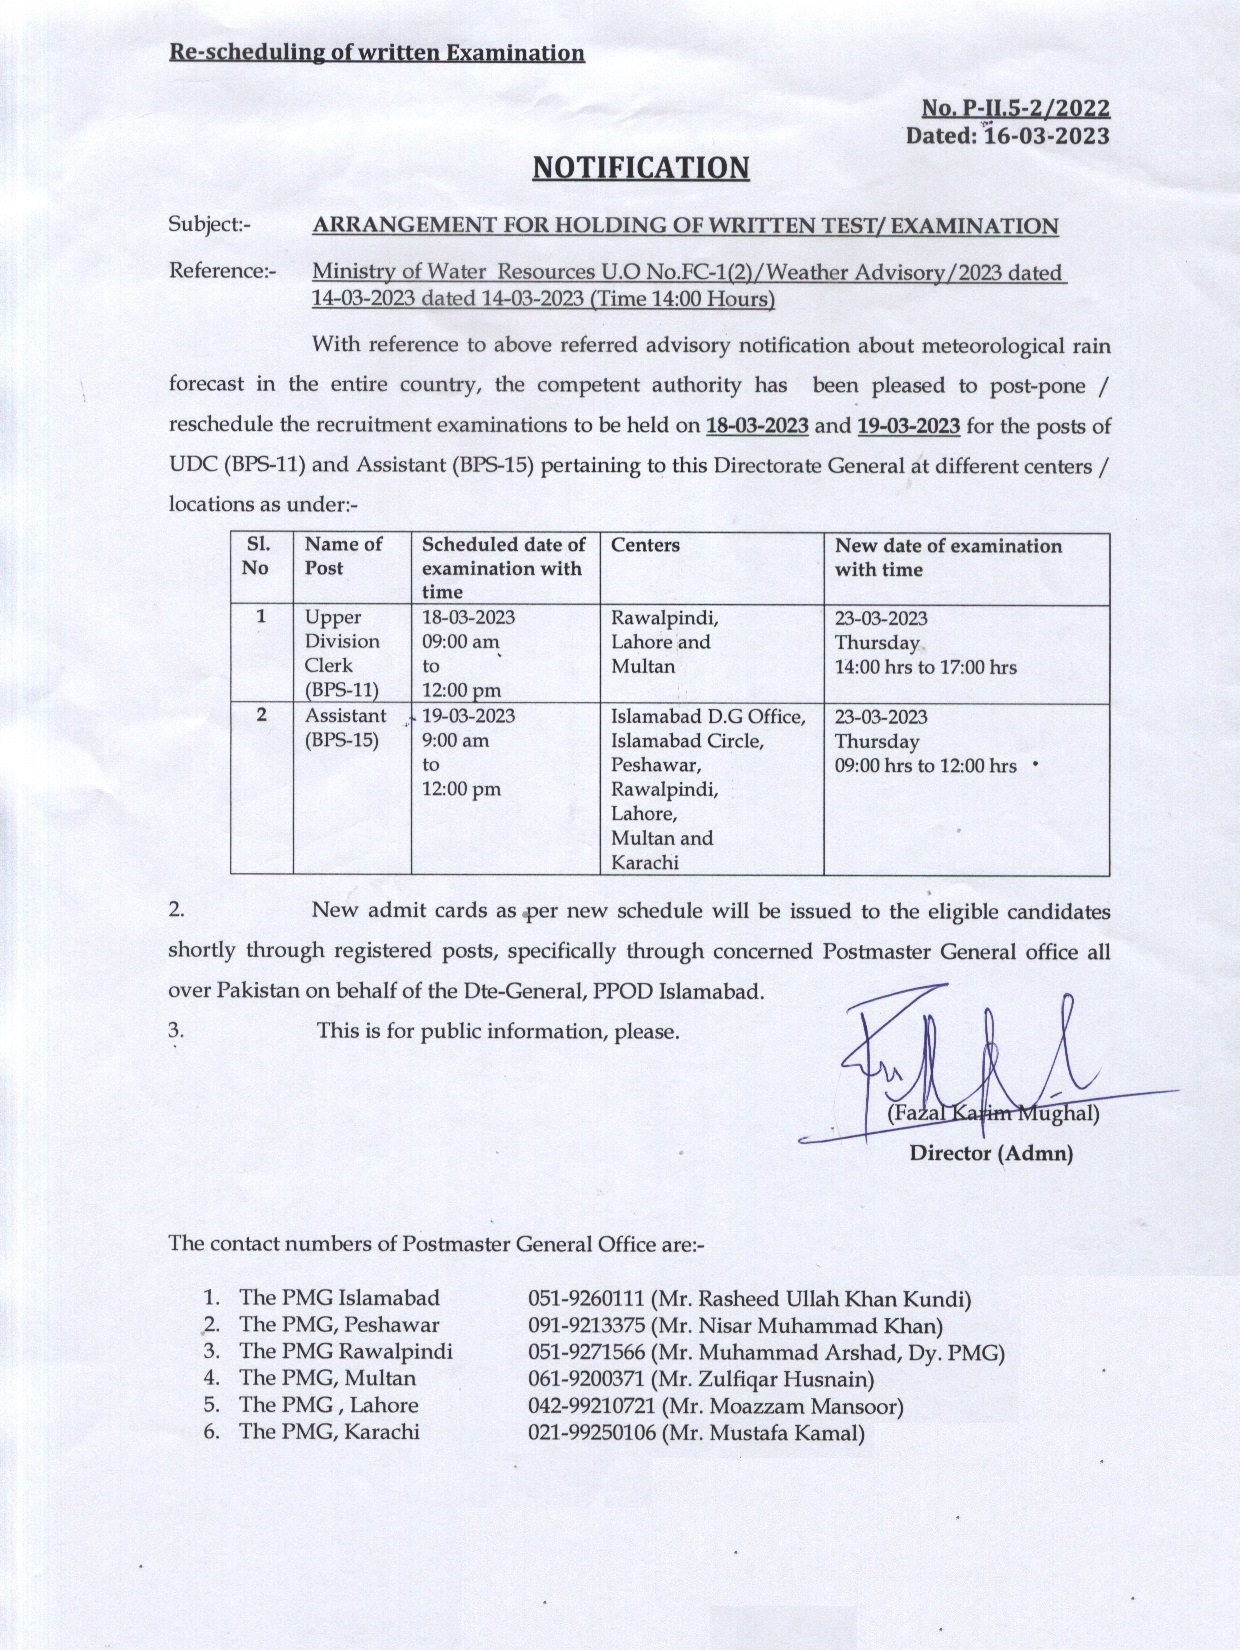 Re-scheduling of written Examination
No. P-II.5-2/2022
Dated: 16-03-2023
NOTIFICATION
Subject:- ARRANGEMENT FOR HOLDING OF WRITTEN TEST/ EXAMINATION
Reference:- Ministry of Water Resources U.O No.FC-1(2)/Weather Advisory/2023 dated
14-03-2023 dated 14-03-2023 (Time 14:00 Hours)
With reference to above referred advisory notification about meteorological rain
forecast in the entire country, the competent authority has been pleased to post-pone /
reschedule the recruitment examinations to be held on 18-03-2023 and 19-03-2023 for the posts of
UDC (BPS-11) and Assistant (BPS-15) pertaining to this Directorate General at different centers /
locations as under:-
Sl. No
Name of Post
Scheduled date of examination with time
Centers
New date of examination with time
1
Upper
Division
Clerk
(BPS-11)
18-03-2023
09:00 am
to
12:00 pm
Rawalpindi,
Lahore and
Multan
23-03-2023
Thursday
14:00 hrs to 17:00 hrs
2
Assistant
(BPS-15)
19-03-2023
9:00 am
to
12:00 pm
Islamabad D.G Office,
Islamabad Circle,
Peshawar,
Rawalpindi,
Lahore,
Multan and
Karachi
23-03-2023
Thursday
09:00 hrs to 12:00 hrs
2. New admit cards as per new schedule will be issued to the eligible candidates
shortly through registered posts, specifically through concerned Postmaster General office all
over Pakistan on behalf of the Dte-General, PPOD Islamabad.
3. This is for public information, please.
(Fazal Karim Mughal)
Director (Admn)
The contact numbers of Postmaster General Office are:-
1. The PMG Islamabad 051-9260111 (Mr. Rasheed Ullah Khan Kundi)
2. The PMG, Peshawar 091-9213375 (Mr. Nisar Muhammad Khan)
3. The PMG Rawalpindi 051-9271566 (Mr. Muhammad Arshad, Dy. PMG)
4. The PMG, Multan 061-9200371 (Mr. Zulfiqar Husnain)
5. The PMG , Lahore 042-99210721 (Mr. Moazzam Mansoor)
6. The PMG, Karachi 021-99250106 (Mr. Mustafa Kamal)